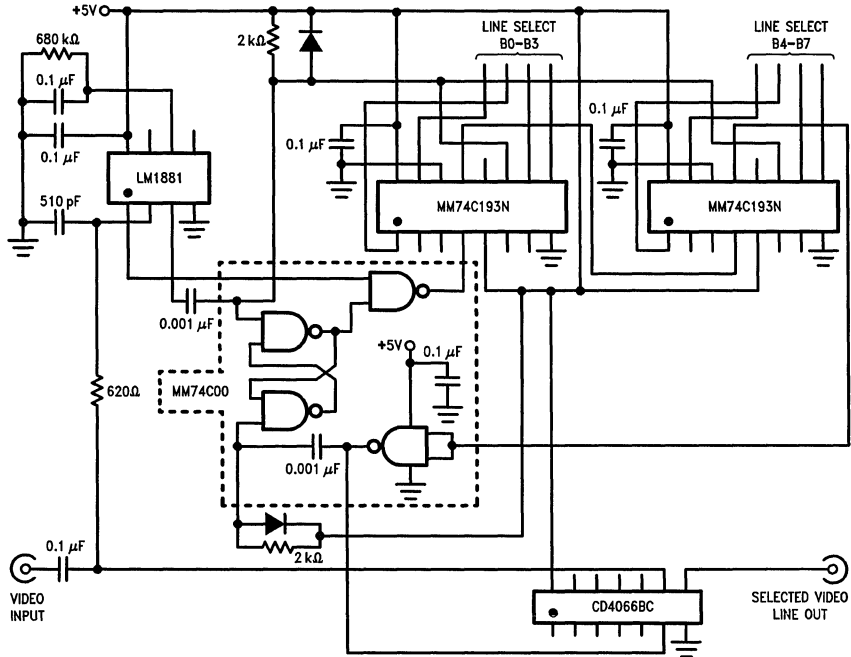 +5V
680 kΩ
0.1 μF
0.1 μF
LM1881
510 pF
2 kΩ
LINE SELECT
B0-B3
LINE SELECT
B4-B7
0.1 μF
0.1 μF
MM74C193N
MM74C193N
0.001 μF
620Ω
MM74C00
+5V
0.1 μF
0.001 μF
2 kΩ
0.1 μF
VIDEO
INPUT
CD4066BC
SELECTED VIDEO
LINE OUT